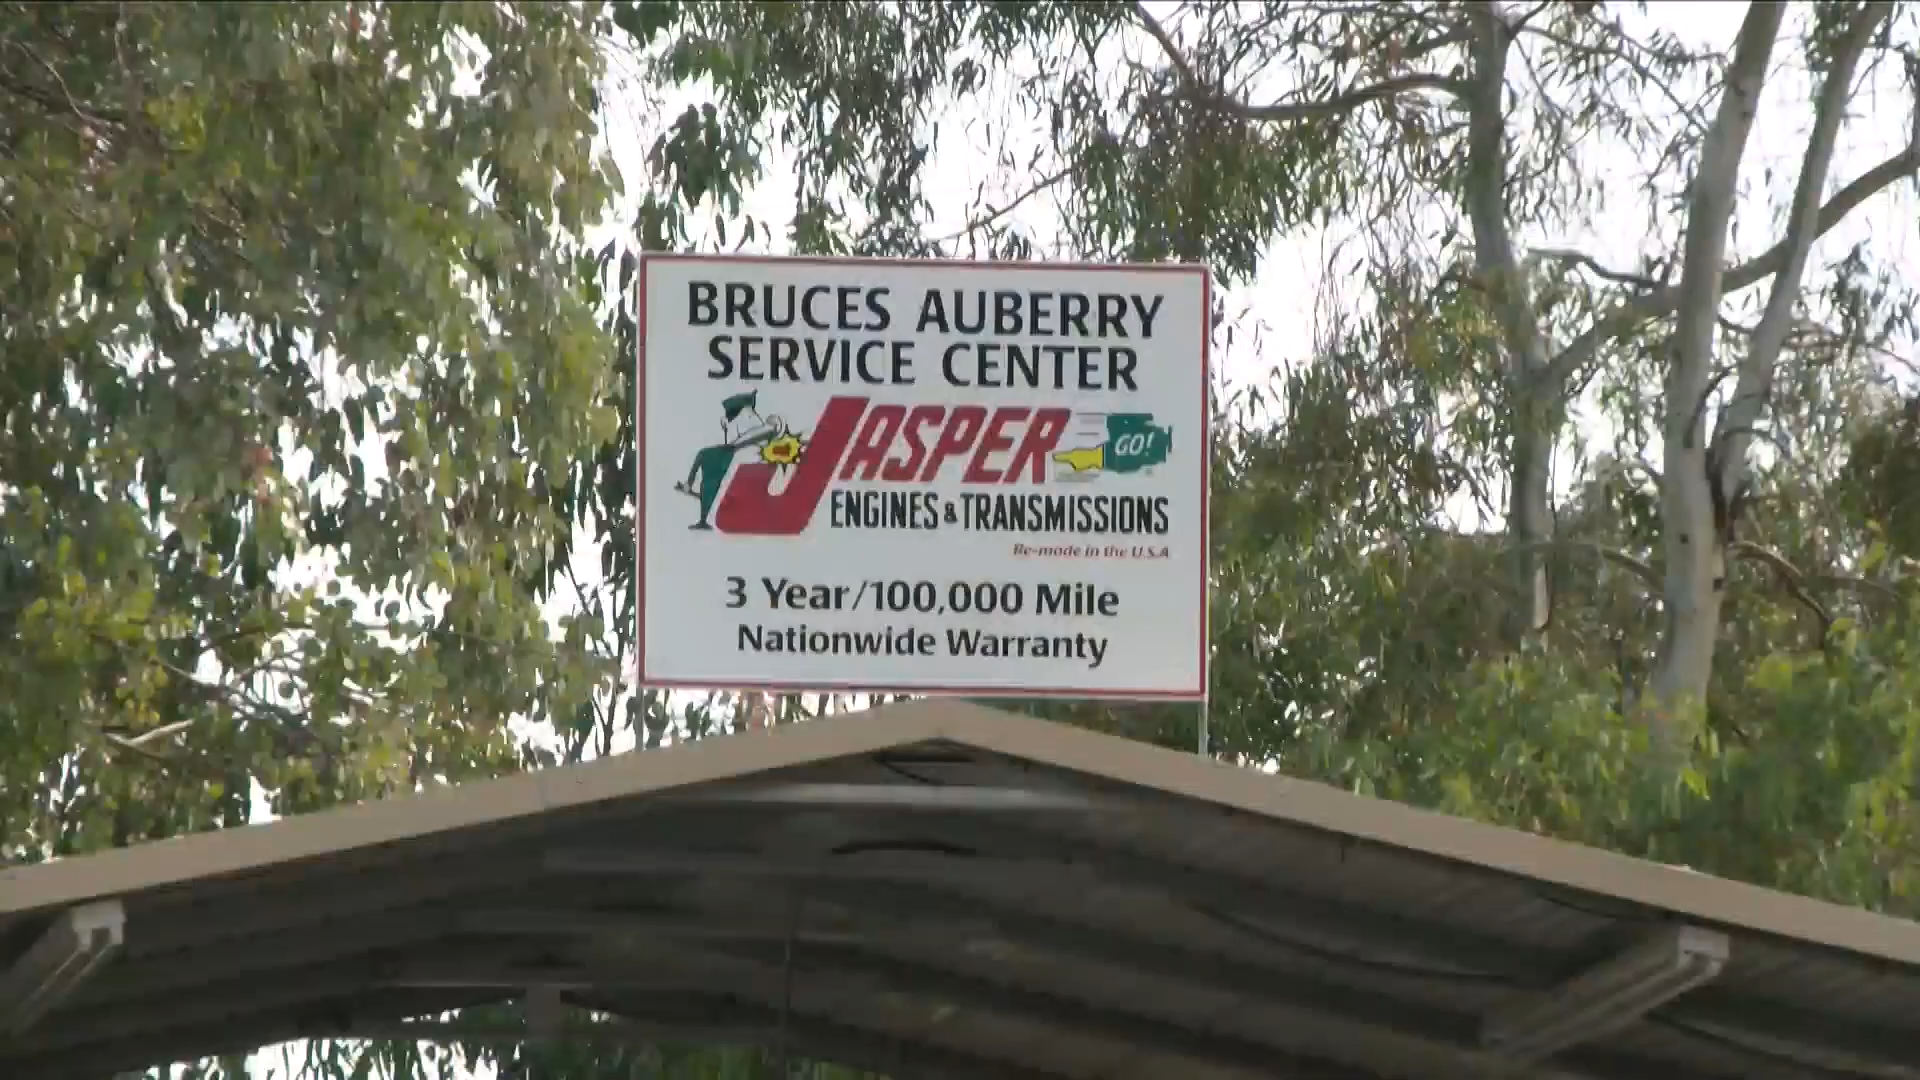 BRUCES AUBERRY
SERVICE CENTER
JASPER
GO!
ENGINES & TRANSMISSIONS
Re-made in the U.S.A
3 Year/100,000 Mile
Nationwide Warranty